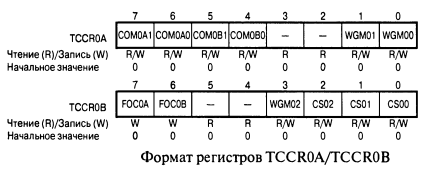 7 6 5 4 3 2 1 0
TCCR0A COM0A1 COM0A0 COM0B1 COM0B0 — — WGM01 WGM00
Чтение (R)/Запись (W) R/W R/W R/W R/W R R R/W R/W
Начальное значение 0 0 0 0 0 0 0 0
7 6 5 4 3 2 1 0
TCCR0B FOC0A FOC0B — — WGM02 CS02 CS01 CS00
Чтение (R)/Запись (W) W W R R R/W R/W R/W R/W
Начальное значение 0 0 0 0 0 0 0 0
Формат регистров TCCR0A/TCCR0B